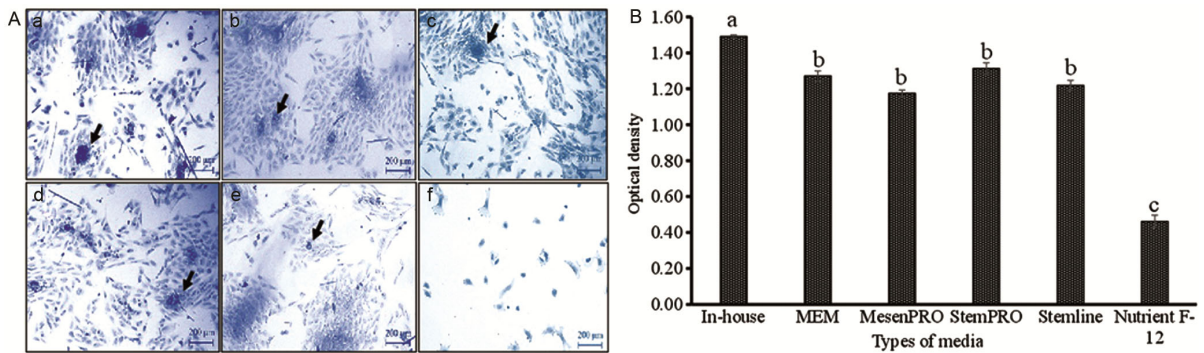 A
a
b
c
200 µm
200 µm
d
e
f
200 µm
200 µm
200 µm
B
1.60
1.40
1.20
1.00
0.80
0.60
0.40
0.20
0.00
Optical density
a
b
b
b
b
c
In-house MEM MesenPRO StemPRO Stemline Nutrient F-
12
Types of media